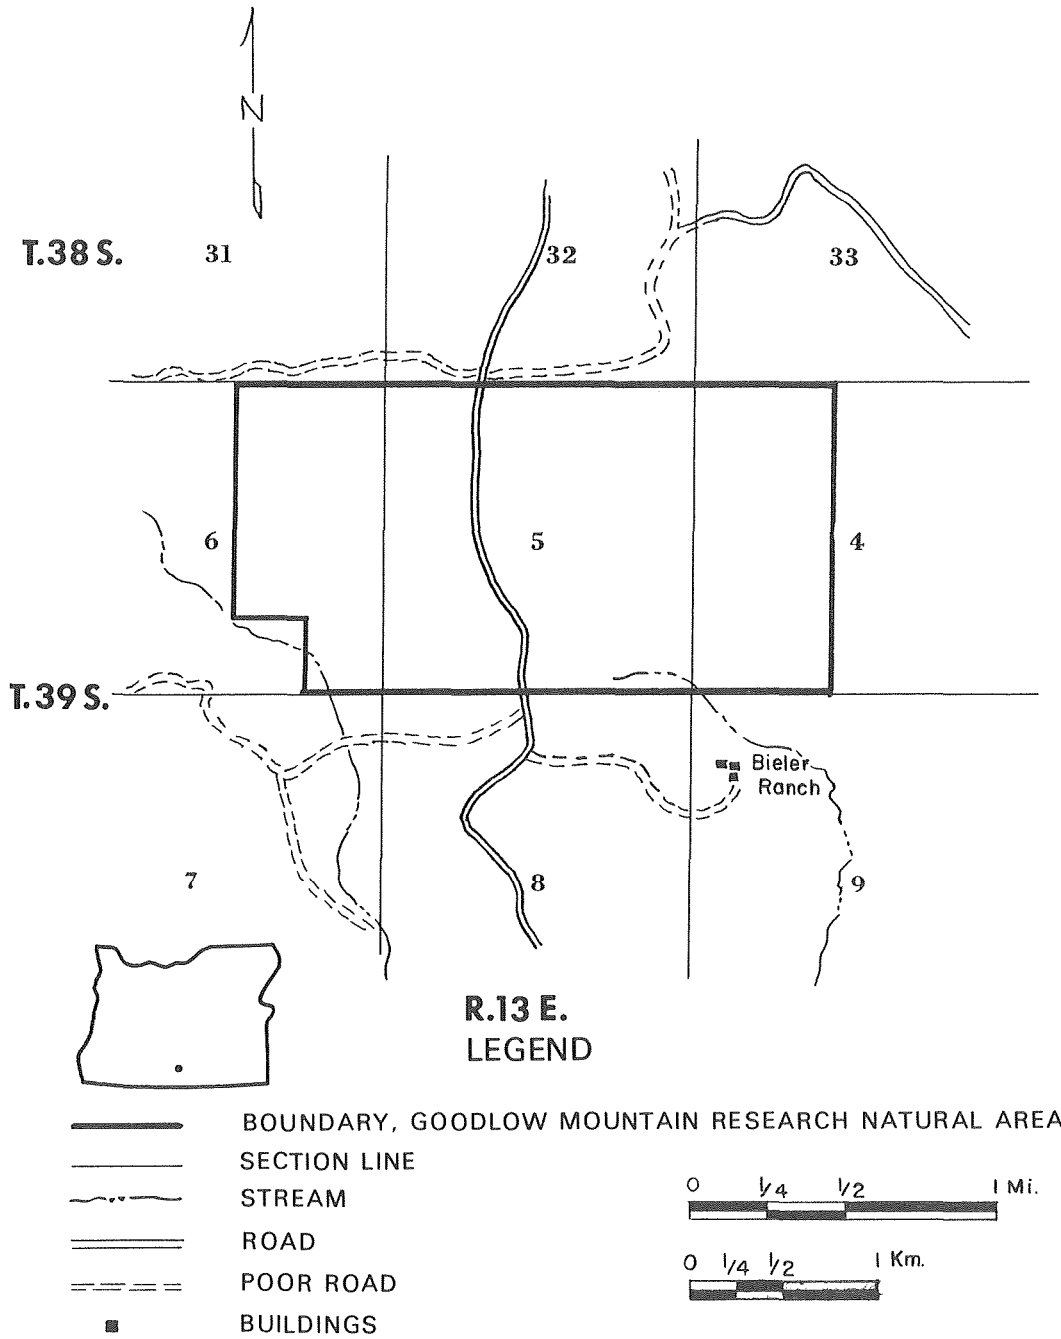 N
T.38 S.
31
32
33
6
5
4
T.39 S.
Bieler
Ranch
7
8
9
R.13 E.
LEGEND
BOUNDARY, GOODLOW MOUNTAIN RESEARCH NATURAL AREA
SECTION LINE
STREAM
ROAD
POOR ROAD
BUILDINGS
0 1/4 1/2 1 Mi.
0 1/4 1/2 1 Km.